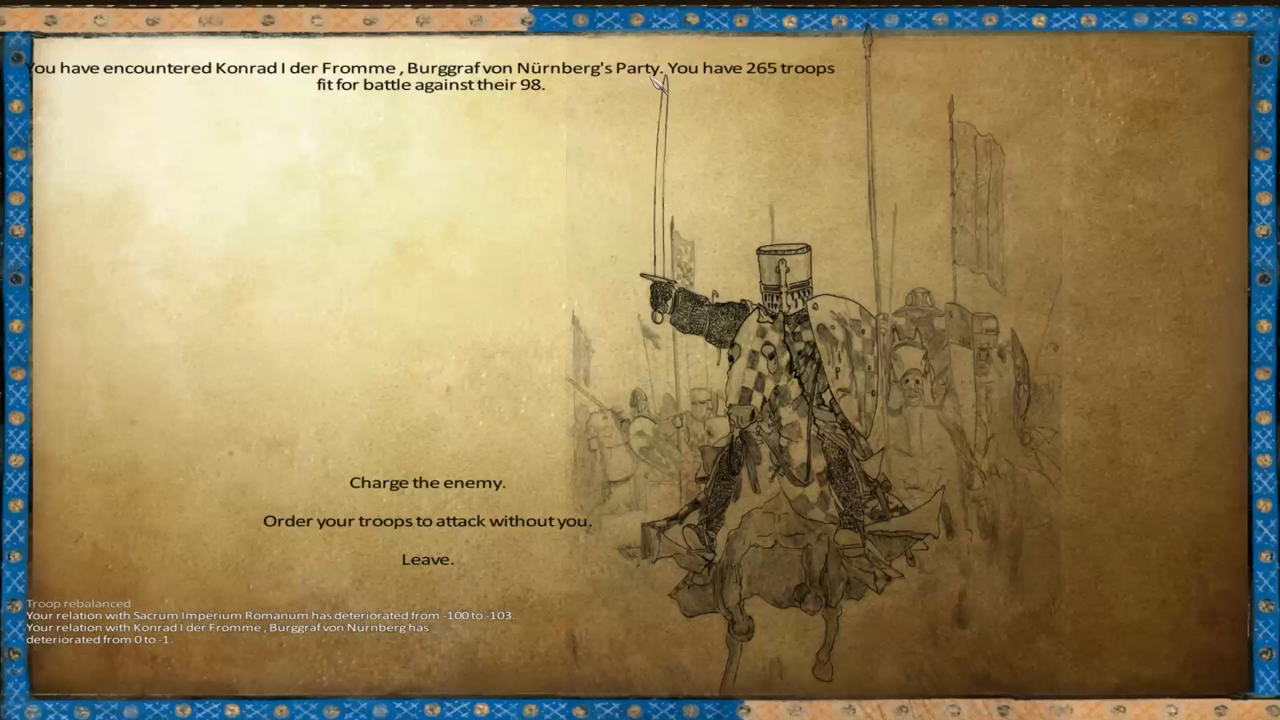 You have encountered Konrad I der Fromme , Burggraf von Nürnberg's Party. You have 265 troops
fit for battle against their 98.
Charge the enemy.
Order your troops to attack without you.
Leave.
Troop rebalanced
Your relation with Sacrum Imperium Romanum has deteriorated from -100 to -103.
Your relation with Konrad I der Fromme , Burggraf von Nürnberg has
deteriorated from 0 to -1.